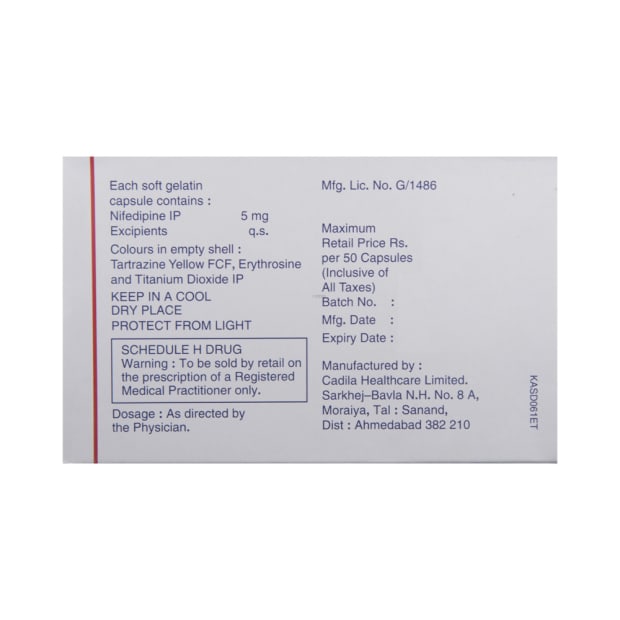 Each soft gelatin
capsule contains :
Nifedipine IP 5 mg
Excipients q.s.
Colours in empty shell :
Tartrazine Yellow FCF, Erythrosine
and Titanium Dioxide IP
KEEP IN A COOL
DRY PLACE
PROTECT FROM LIGHT
SCHEDULE H DRUG
Warning : To be sold by retail on
the prescription of a Registered
Medical Practitioner only.
Dosage : As directed by
the Physician.
Mfg. Lic. No. G/1486
Maximum
Retail Price Rs.
per 50 Capsules
(Inclusive of
All Taxes)
Batch No. :
Mfg. Date :
Expiry Date :
Manufactured by :
Cadila Healthcare Limited.
Sarkhej–Bavla N.H. No. 8 A,
Moraiya, Tal : Sanand,
Dist : Ahmedabad 382 210
KASD061ET